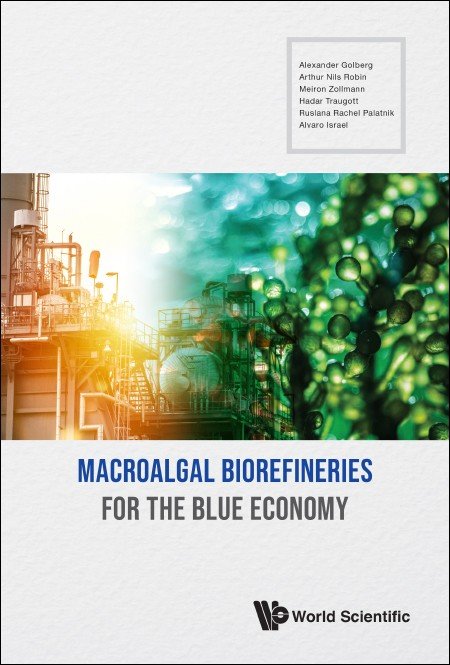 Alexander Golberg
Arthur Nils Robin
Meiron Zollmann
Hadar Traugott
Ruslana Rachel Palatnik
Alvaro Israel
MACROALGAL BIOREFINERIES
FOR THE BLUE ECONOMY
World Scientific